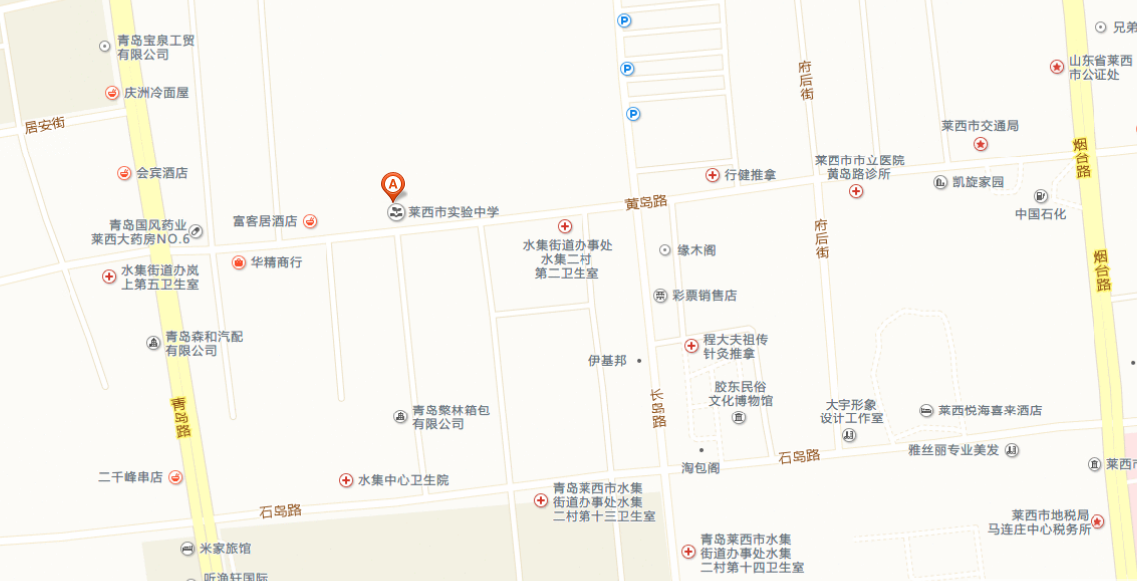 青岛宝泉工贸
有限公司
庆洲冷面屋
居安街
会宾酒店
青岛国风药业
莱西大药房NO.6
水集街道办岚
上第五卫生室
富客居酒店
华精商行
A
莱西市实验中学
P
P
P
府后街
行健推拿
黄岛路
莱西市市立医院
黄岛路诊所
莱西市交通局
兄弟
山东省莱西
市公证处
烟台路
凯旋家园
中国石化
水集街道办事处
水集二村
第二卫生室
缘木阁
府后街
烟台路
彩票销售店
青岛森和汽配
有限公司
伊基邦
程大夫祖传
针灸推拿
青岛路
青岛檠林箱包
有限公司
长岛路
胶东民俗
文化博物馆
大宇形象
设计工作室
莱西悦海喜来酒店
雅丝丽专业美发
莱西市
二千峰串店
水集中心卫生院
淘包阁
石岛路
石岛路
青岛莱西市水集
街道办事处水集
二村第十三卫生室
莱西市地税局
马连庄中心税务所
米家旅馆
青岛莱西市水集
街道办事处水集
二村第十四卫生室
听渔轩国际